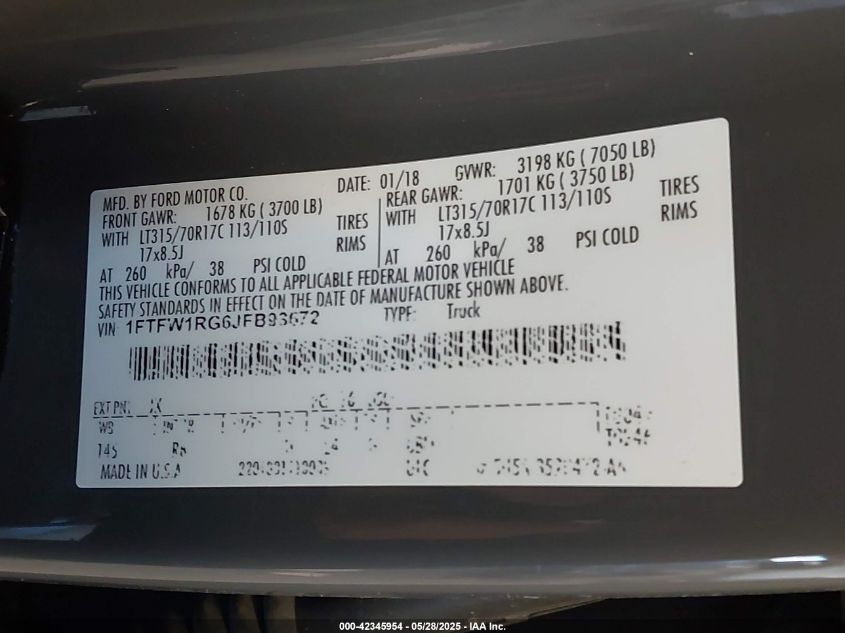 MFD. BY FORD MOTOR CO. DATE: 01/18 GVWR: 3198 KG ( 7050 LB)
FRONT GAWR: 1678 KG ( 3700 LB) REAR GAWR: 1701 KG ( 3750 LB)
WITH LT315/70R17C 113/110S TIRES WITH LT315/70R17C 113/110S TIRES
17x8.5J RIMS 17x8.5J RIMS
AT 260 kPa/ 38 PSI COLD AT 260 kPa/ 38 PSI COLD
THIS VEHICLE CONFORMS TO ALL APPLICABLE FEDERAL MOTOR VEHICLE
SAFETY STANDARDS IN EFFECT ON THE DATE OF MANUFACTURE SHOWN ABOVE.
VIN: 1FTFW1RG6JFB93672 TYPE: Truck
EXT PNT:
WB
145
MADE IN U.S.A
000-42345954 - 05/28/2025 - IAA Inc.